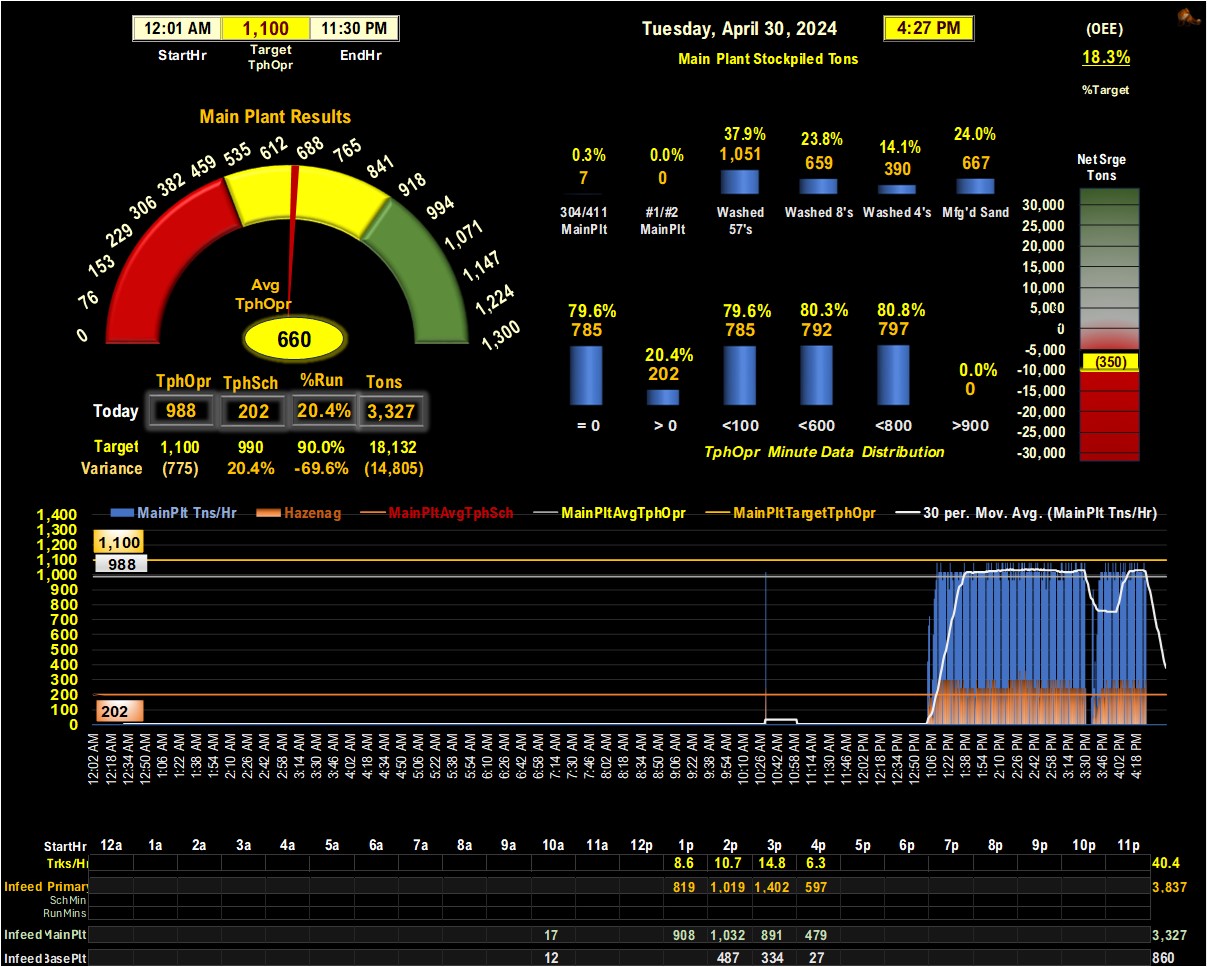 12:01 AM 1,100 11:30 PM
StartHr Target TphOpr EndHr
Tuesday, April 30, 2024 4:27 PM
Main Plant Stockpiled Tons
(OEE)
18.3%
%Target
Main Plant Results
0 76 153 229 306 382 459 535 612 688 765 841 918 994 1,071 1,147 1,224 1,300
Avg
TphOpr
660
37.9% 24.0%
0.3% 0.0% 1,051 23.8% 14.1% 667
7 0 659 390
304/411 MainPlt #1/#2 MainPlt Washed 57's Washed 8's Washed 4's Mfg'd Sand
79.6% 79.6% 80.3% 80.8%
785 20.4% 785 792 797 0.0%
202 0
= 0 > 0 <100 <600 <800 >900
TphOpr Minute Data Distribution
Net Srge
Tons
30,000
25,000
20,000
15,000
10,000
5,000
0
-5,000
(350)
-10,000
-15,000
-20,000
-25,000
-30,000
TphOpr TphSch %Run Tons
Today 988 202 20.4% 3,327
Target 1,100 990 90.0% 18,132
Variance (775) 20.4% -69.6% (14,805)
MainPlt Tns/Hr Hazenag MainPltAvgTphSch MainPltAvgTphOpr MainPltTargetTphOpr 30 per. Mov. Avg. (MainPlt Tns/Hr)
1,400
1,300
1,200
1,100
1,100
988
1,000
900
800
700
600
500
400
300
200
100
202
0
12:02 AM 12:18 AM 12:34 AM 12:50 AM 1:06 AM 1:22 AM 1:38 AM 1:54 AM 2:10 AM 2:26 AM 2:42 AM 2:58 AM 3:14 AM 3:30 AM 3:46 AM 4:02 AM 4:18 AM 4:34 AM 4:50 AM 5:06 AM 5:22 AM 5:38 AM 5:54 AM 6:10 AM 6:26 AM 6:42 AM 6:58 AM 7:14 AM 7:30 AM 7:46 AM 8:02 AM 8:18 AM 8:34 AM 8:50 AM 9:06 AM 9:22 AM 9:38 AM 9:54 AM 10:10 AM 10:26 AM 10:42 AM 10:58 AM 11:14 AM 11:30 AM 11:46 AM 12:02 PM 12:18 PM 12:34 PM 12:50 PM 1:06 PM 1:22 PM 1:38 PM 1:54 PM 2:10 PM 2:26 PM 2:42 PM 2:58 PM 3:14 PM 3:30 PM 3:46 PM 4:02 PM 4:18 PM
StartHr 12a 1a 2a 3a 4a 5a 6a 7a 8a 9a 10a 11a 12p 1p 2p 3p 4p 5p 6p 7p 8p 9p 10p 11p
Trks/Hr 8.6 10.7 14.8 6.3 40.4
Infeed Primary 819 1,019 1,402 597 3,837
SchMin
RunMins
Infeed MainPlt 17 908 1,032 891 479 3,327
Infeed BasePlt 12 487 334 27 860